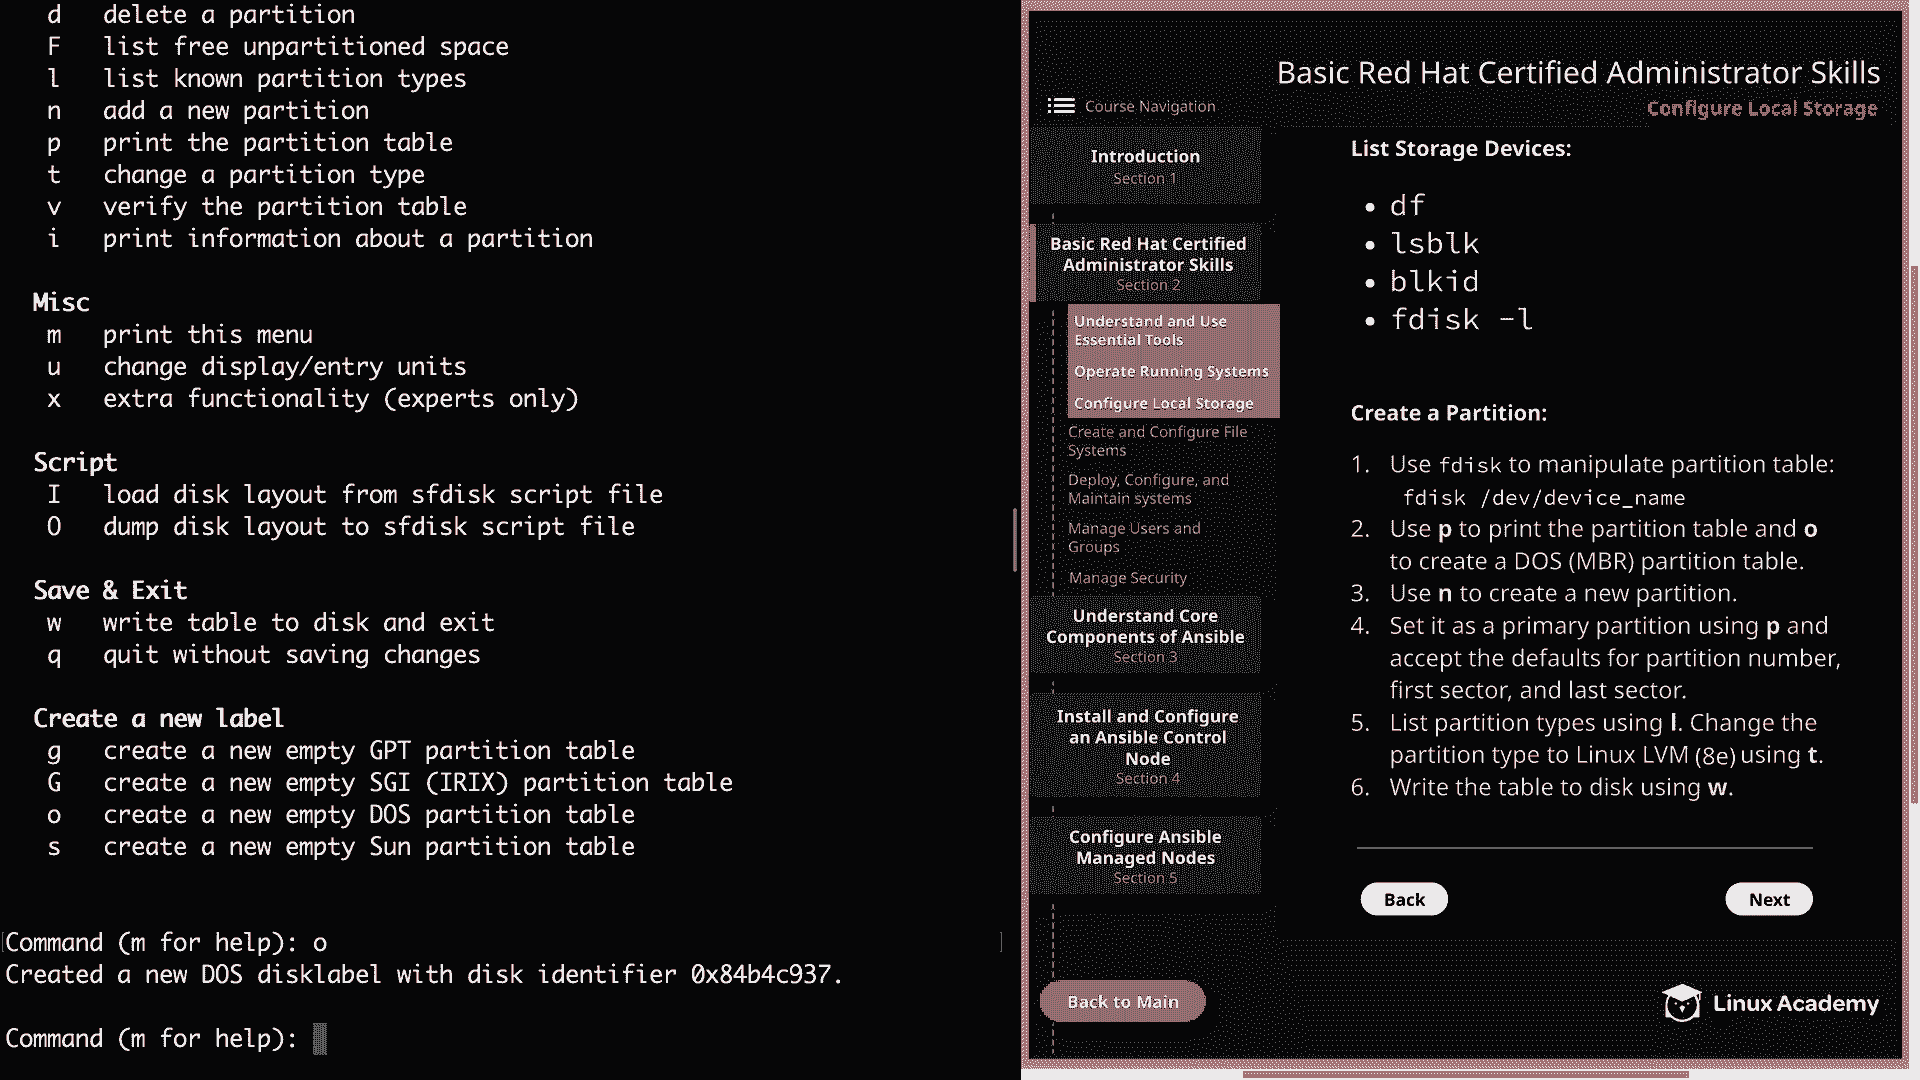 d   delete a partition
F   list free unpartitioned space
l   list known partition types
n   add a new partition
p   print the partition table
t   change a partition type
v   verify the partition table
i   print information about a partition
Misc
m   print this menu
u   change display/entry units
x   extra functionality (experts only)
Script
I   load disk layout from sfdisk script file
O   dump disk layout to sfdisk script file
Save & Exit
w   write table to disk and exit
q   quit without saving changes
Create a new label
g   create a new empty GPT partition table
G   create a new empty SGI (IRIX) partition table
o   create a new empty DOS partition table
s   create a new empty Sun partition table
Command (m for help): o
Created a new DOS disklabel with disk identifier 0x84b4c937.
Command (m for help):
Basic Red Hat Certified Administrator Skills
Configure Local Storage
Course Navigation
Introduction
Section 1
Basic Red Hat Certified
Administrator Skills
Section 2
Understand and Use
Essential Tools
Operate Running Systems
Configure Local Storage
Create and Configure File
Systems
Deploy, Configure, and
Maintain systems
Manage Users and
Groups
Manage Security
Understand Core
Components of Ansible
Section 3
Install and Configure
an Ansible Control
Node
Section 4
Configure Ansible
Managed Nodes
Section 5
Back to Main
List Storage Devices:
• df
• lsblk
• blkid
• fdisk -l
Create a Partition:
1. Use fdisk to manipulate partition table:
fdisk /dev/device_name
2. Use p to print the partition table and o
to create a DOS (MBR) partition table.
3. Use n to create a new partition.
4. Set it as a primary partition using p and
accept the defaults for partition number,
first sector, and last sector.
5. List partition types using l. Change the
partition type to Linux LVM (8e) using t.
6. Write the table to disk using w.
Back
Next
Linux Academy